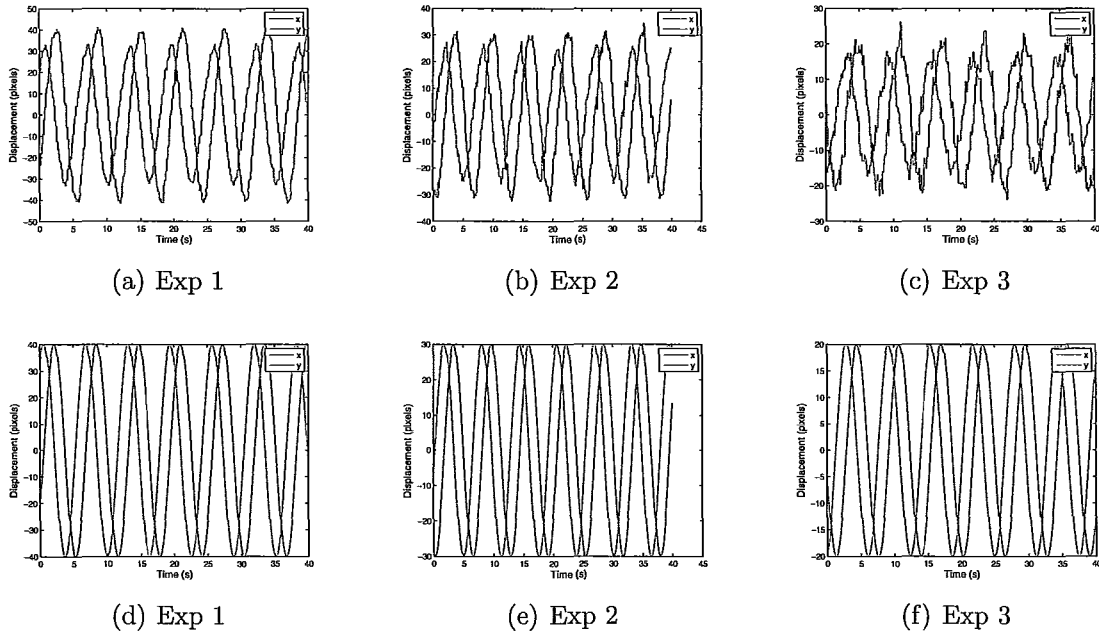 50
40
30
20
10
0
-10
-20
-30
-40
-50
Displacement (pixels)
x
y
0 5 10 15 20 25 30 35 40
Time (s)
(a) Exp 1
40
30
20
10
0
-10
-20
-30
-40
Displacement (pixels)
x
y
0 5 10 15 20 25 30 35 40 45
Time (s)
(b) Exp 2
30
20
10
0
-10
-20
-30
Displacement (pixels)
x
y
0 5 10 15 20 25 30 35 40
Time (s)
(c) Exp 3
40
30
20
10
0
-10
-20
-30
-40
Displacement (pixels)
x
y
0 5 10 15 20 25 30 35 40
Time (s)
(d) Exp 1
30
20
10
0
-10
-20
-30
Displacement (pixels)
x
y
0 5 10 15 20 25 30 35 40 45
Time (s)
(e) Exp 2
20
15
10
5
0
-5
-10
-15
-20
Displacement (pixels)
x
y
0 5 10 15 20 25 30 35 40
Time (s)
(f) Exp 3